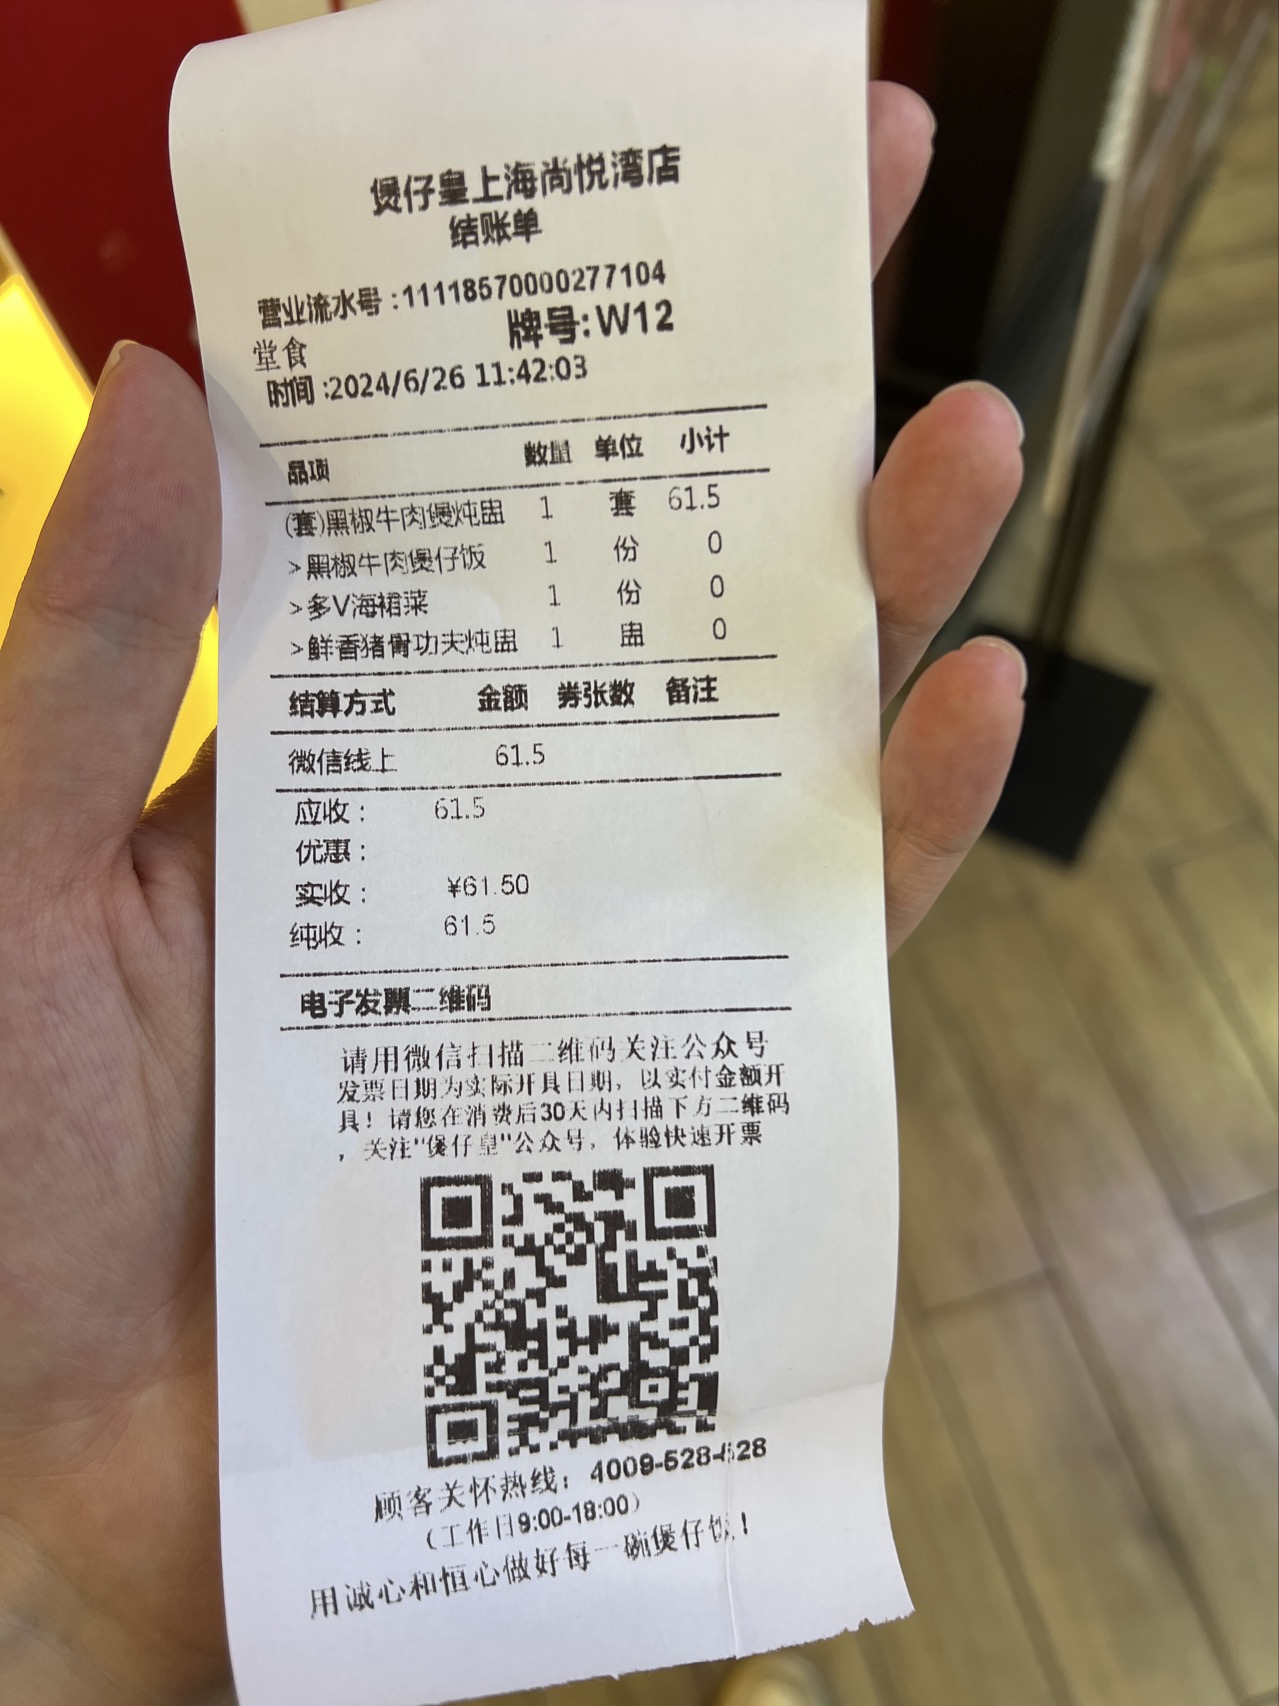 煲仔皇上海尚悦湾店
结账单
营业流水号:11118570000277104
牌号:W12
堂食
时间:2024/6/26 11:42:03
品项 数量 单位 小计
(套)黑椒牛肉煲炖盅 1 套 61.5
>黑椒牛肉煲仔饭 1 份 0
>多V海裙菜 1 份 0
>鲜香猪骨功夫炖盅 1 盅 0
结算方式 金额 券张数 备注
微信线上 61.5
应收: 61.5
优惠:
实收: ¥61.50
纯收: 61.5
电子发票二维码
请用微信扫描二维码关注公众号
发票日期为实际开具日期，以实付金额开
具！请您在消费后30天内扫描下方二维码
，关注"煲仔皇"公众号，体验快速开票
顾客关怀热线：4009-528-
（工作日9:00-18:00）
用诚心和恒心做好每一碗煲仔饭！